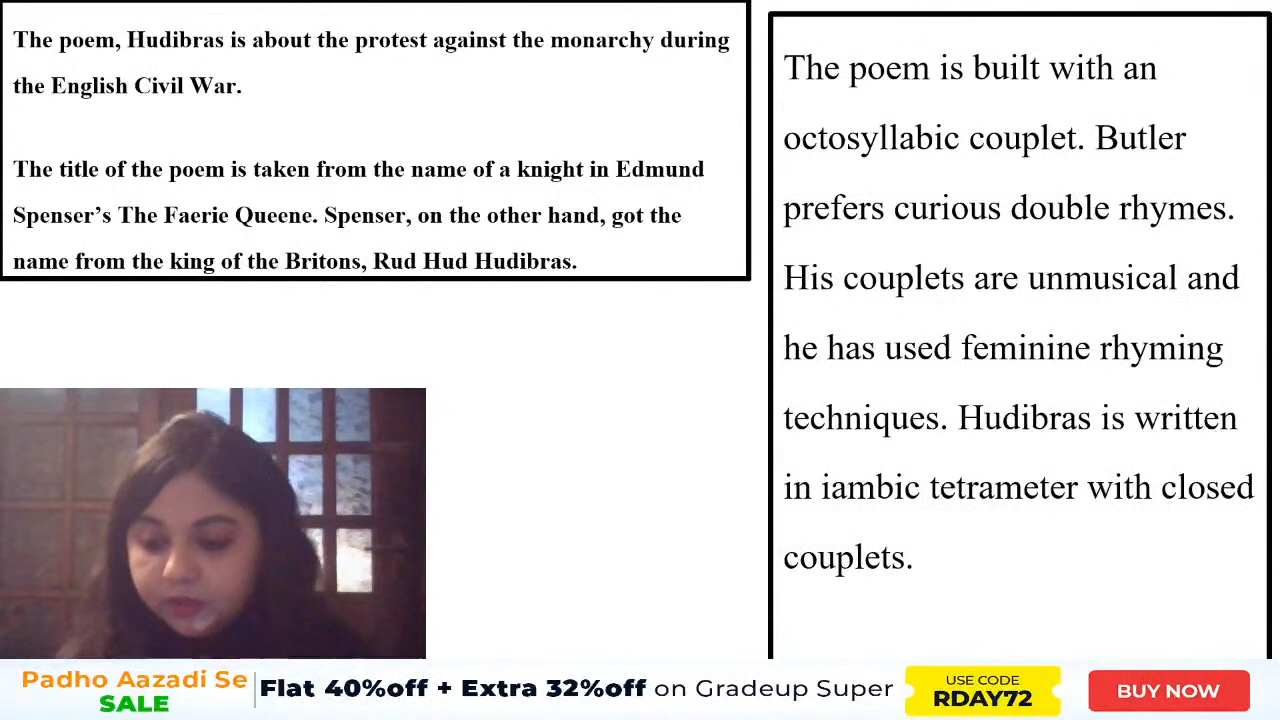 The poem, Hudibras is about the protest against the monarchy during
the English Civil War.
The title of the poem is taken from the name of a knight in Edmund
Spenser’s The Faerie Queene. Spenser, on the other hand, got the
name from the king of the Britons, Rud Hud Hudibras.
The poem is built with an
octosyllabic couplet. Butler
prefers curious double rhymes.
His couplets are unmusical and
he has used feminine rhyming
techniques. Hudibras is written
in iambic tetrameter with closed
couplets.
Padho Aazadi Se
SALE
Flat 40%off + Extra 32%off on Gradeup Super
USE CODE
RDAY72
BUY NOW